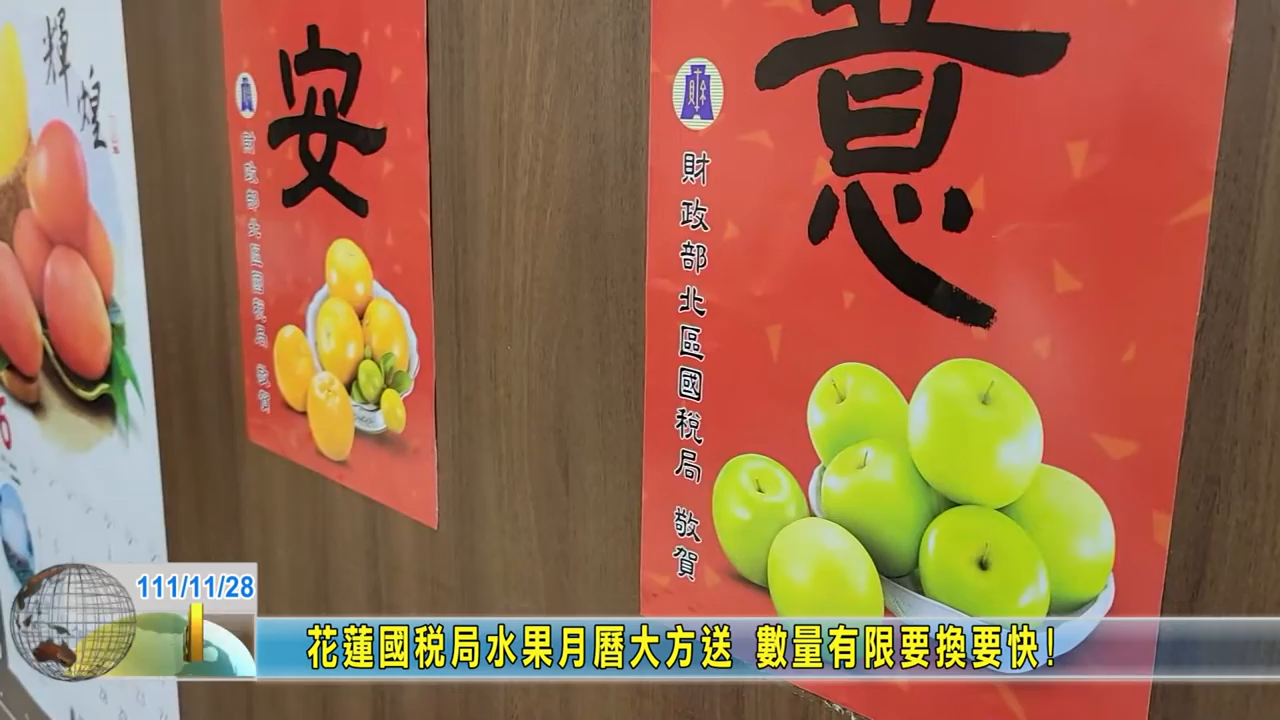 輝煌
安
財政部北區國稅局 敬賀
意
財
財政部北區國稅局 敬賀
111/11/28
花蓮國稅局水果月曆大方送 數量有限要換要快!